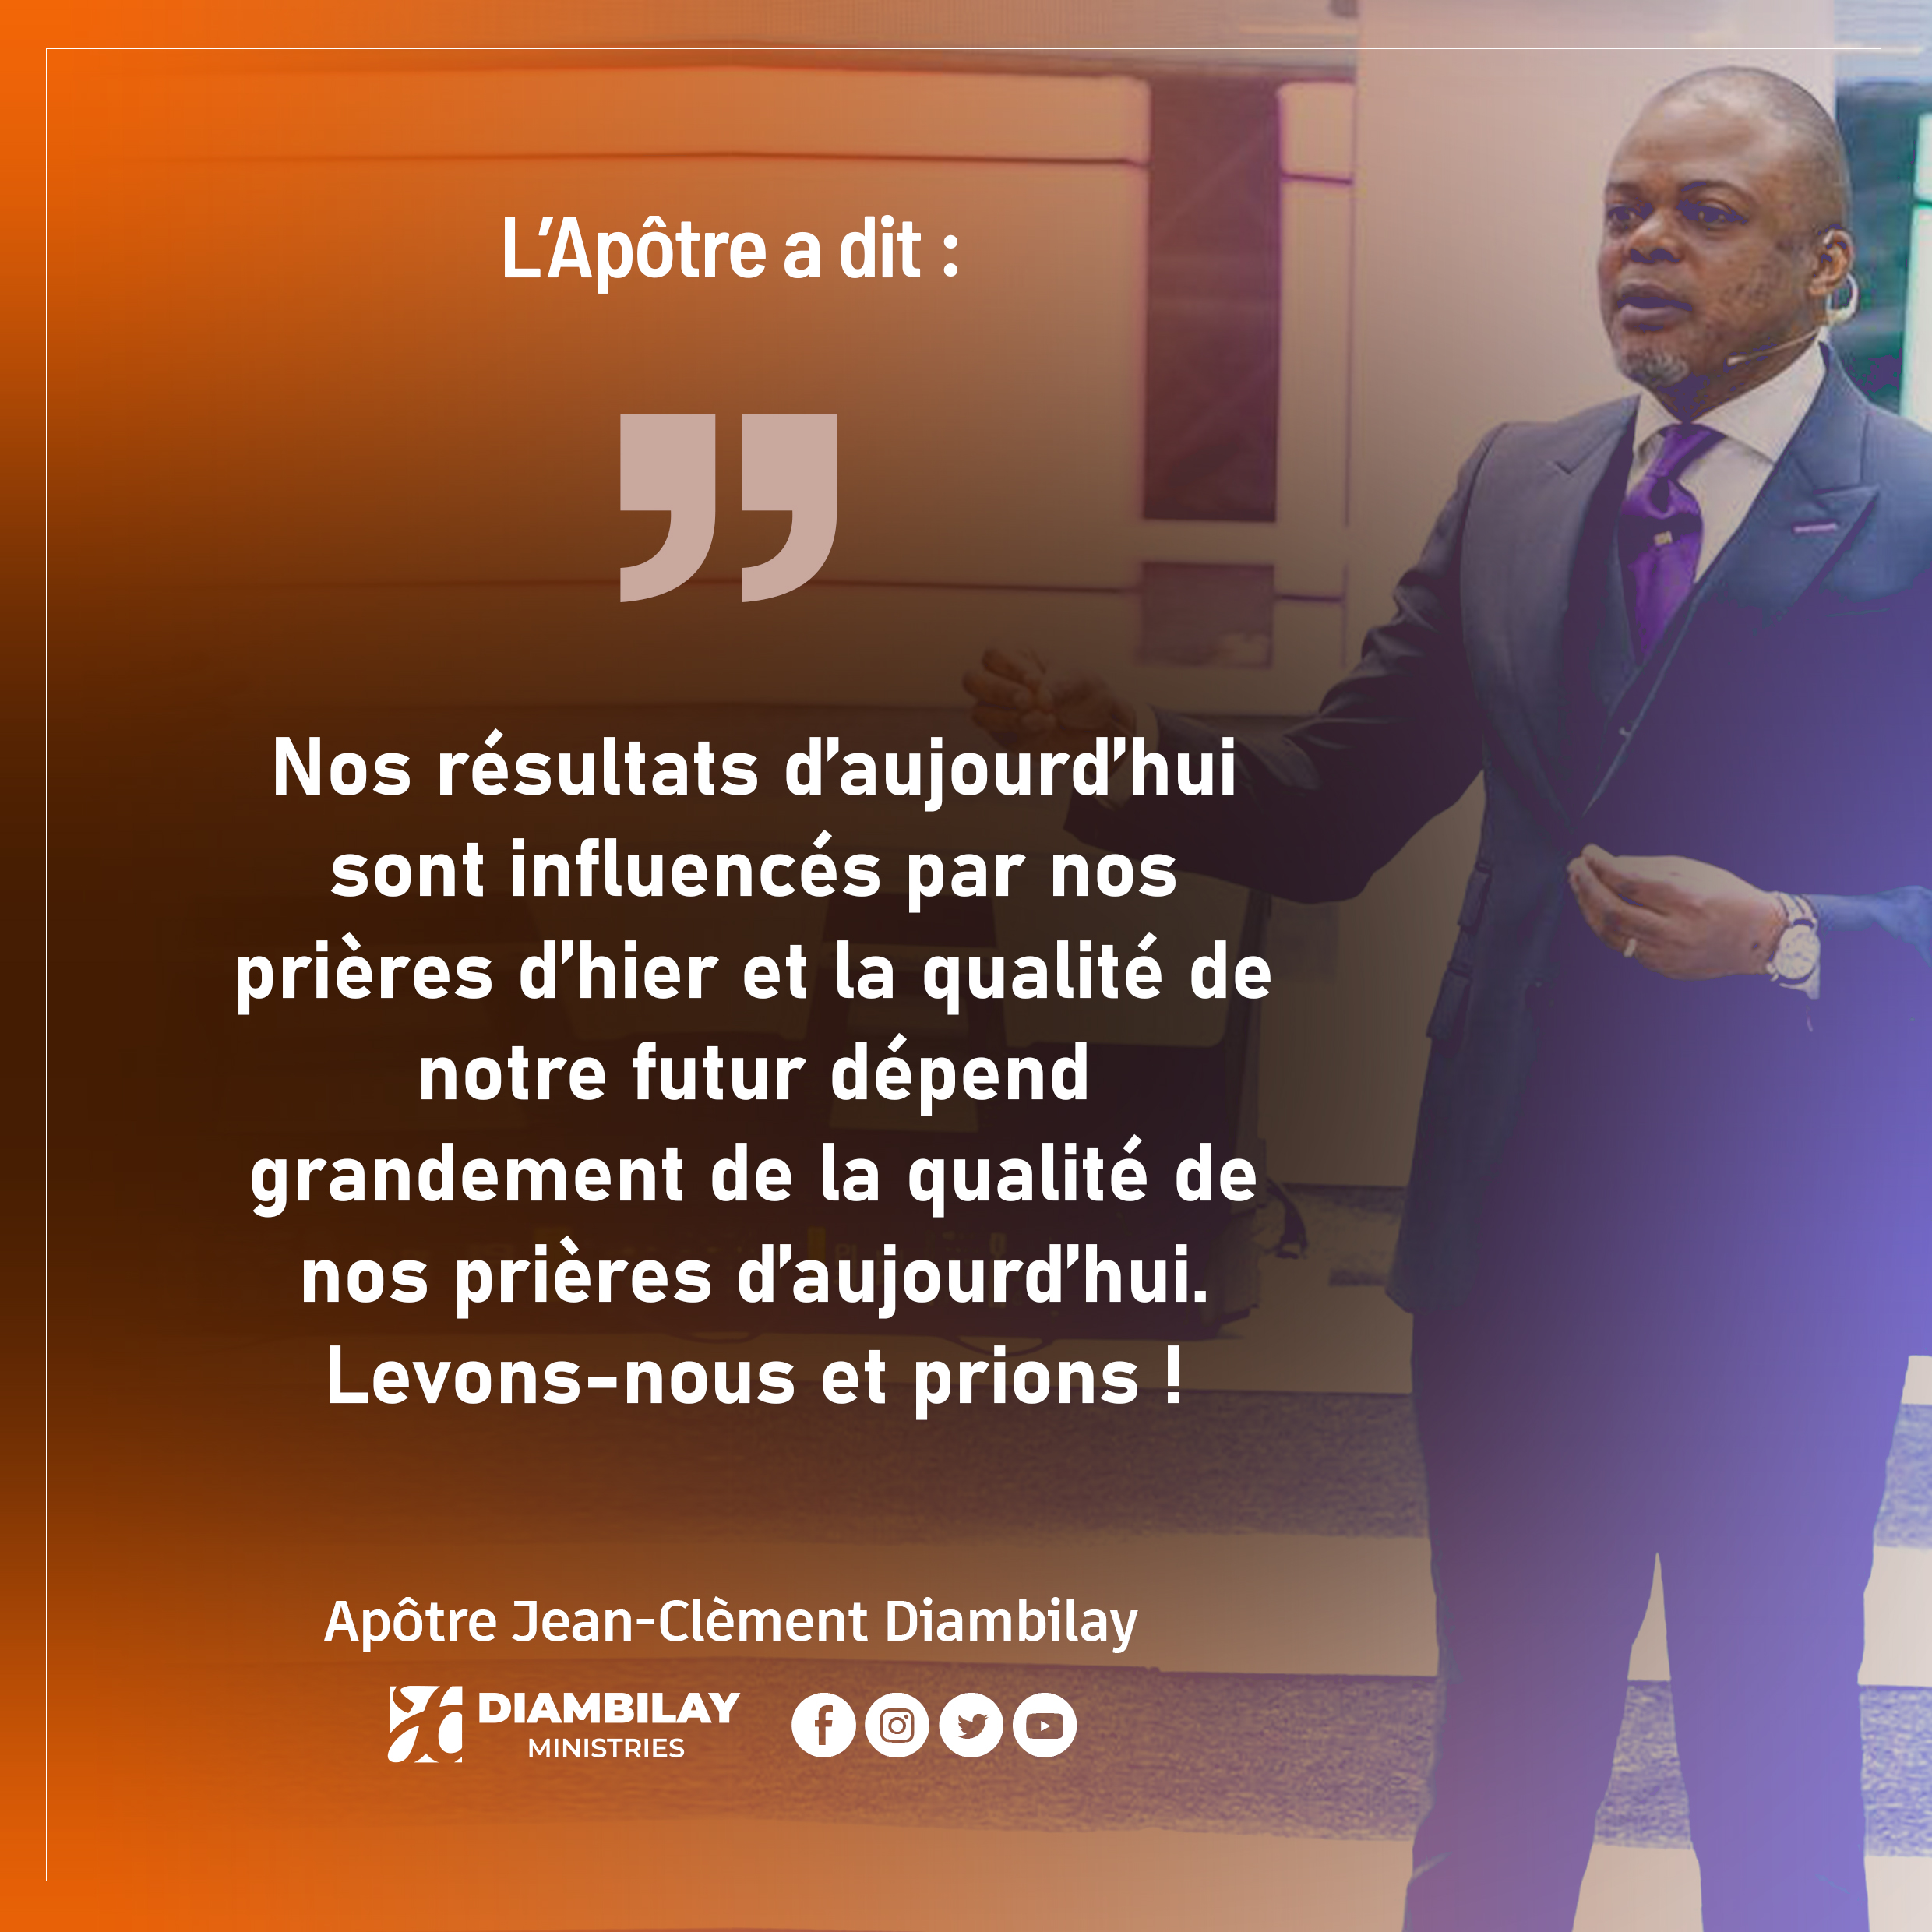 L’Apôtre a dit :
Nos résultats d’aujourd’hui
sont influencés par nos
prières d’hier et la qualité de
notre futur dépend
grandement de la qualité de
nos prières d’aujourd’hui.
Levons-nous et prions !
Apôtre Jean-Clèment Diambilay
DIAMBILAY
MINISTRIES